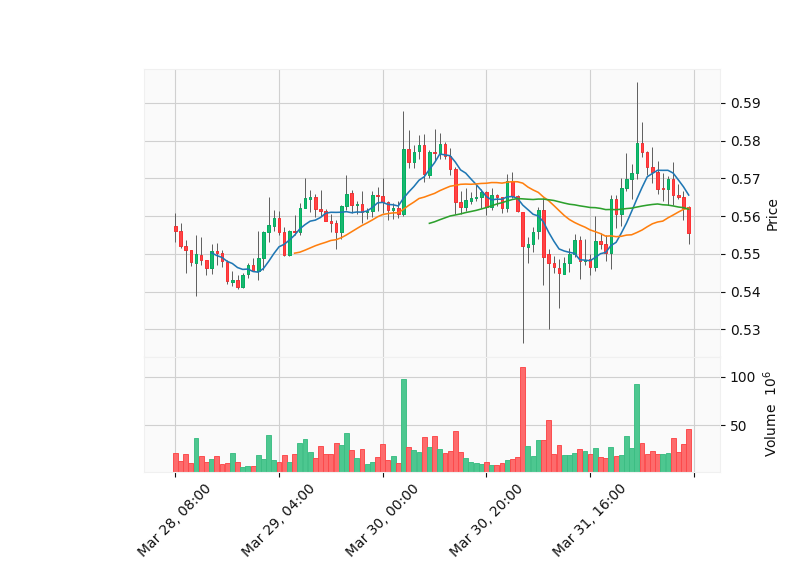 0.59
0.58
0.57
0.56
0.55
0.54
0.53
Price
100
50
Volume 10⁶
Mar 28, 08:00
Mar 29, 04:00
Mar 30, 00:00
Mar 30, 20:00
Mar 31, 16:00